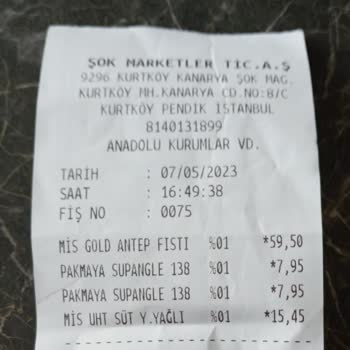 ŞOK MARKETLER TİC.A.Ş
9296 KURTKÖY KANARYA ŞOK MAĞ.
KURTKÖY MH.KANARYA CD.NO:8/C
KURTKÖY PENDİK İSTANBUL
8140131899
ANADOLU KURUMLAR VD.
TARİH : 07/05/2023
SAAT : 16:49:38
FİŞ NO : 0075
MİS GOLD ANTEP FISTI %01 *59,50
PAKMAYA SUPANGLE 138 %01 *7,95
PAKMAYA SUPANGLE 138 %01 *7,95
MİS UHT SÜT Y.YAĞLI %01 *15,45